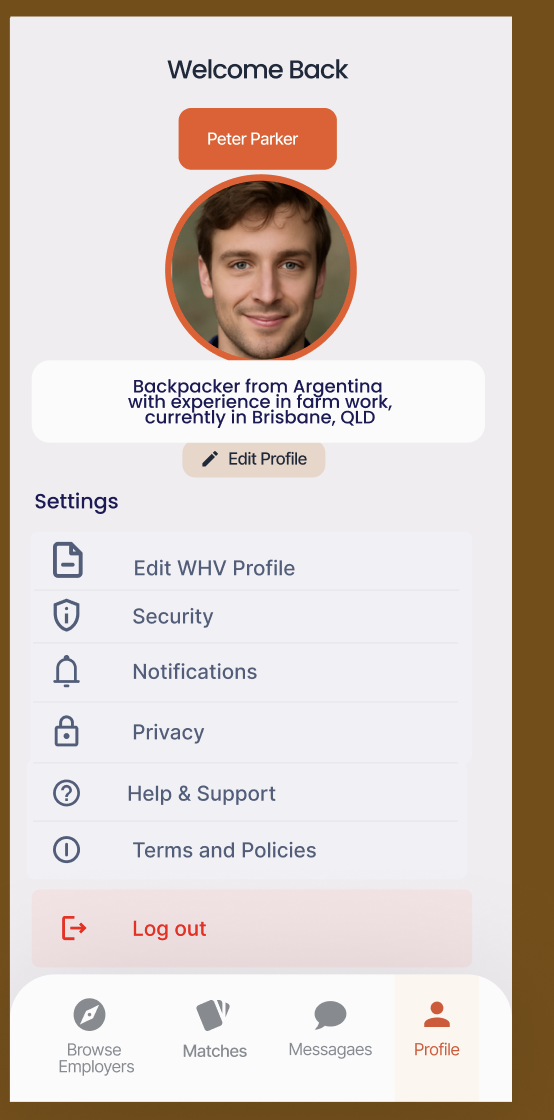 Welcome Back
Peter Parker
Backpacker from Argentina
with experience in farm work,
currently in Brisbane, QLD
Edit Profile
Settings
Edit WHV Profile
Security
Notifications
Privacy
Help & Support
Terms and Policies
Log out
Browse
Employers
Matches
Messagaes
Profile